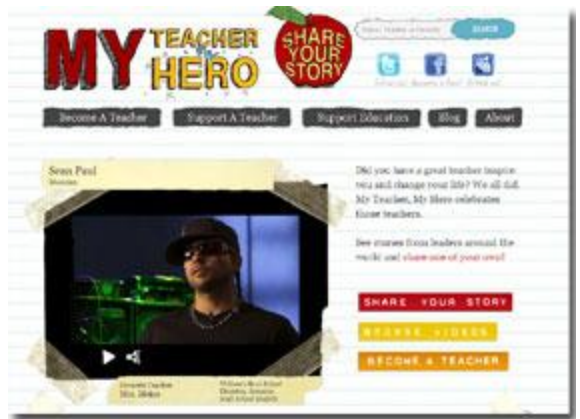 MY TEACHER
HERO
SHARE
YOUR
STORY
Become A Teacher
Support A Teacher
Support Education
Blog
About
Sean Paul
Did you have a great teacher inspire
you and change your life? We all did.
My Teacher, My Hero celebrates
those teachers.
See stories from leaders around the
world and share one of your own!
SHARE YOUR STORY
BROWSE VIDEOS
BECOME A TEACHER